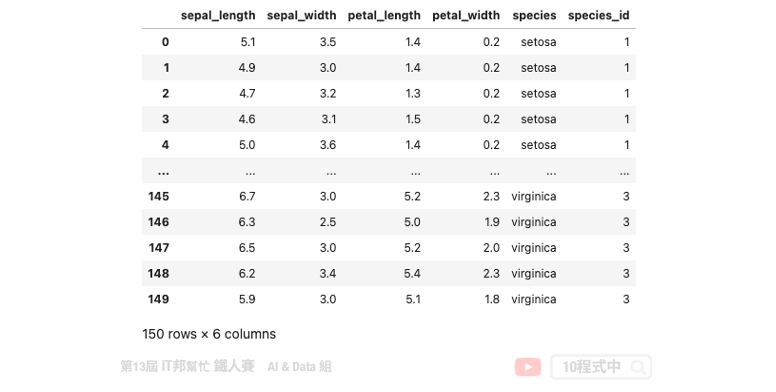 sepal_length sepal_width petal_length petal_width species species_id
0 5.1 3.5 1.4 0.2 setosa 1
1 4.9 3.0 1.4 0.2 setosa 1
2 4.7 3.2 1.3 0.2 setosa 1
3 4.6 3.1 1.5 0.2 setosa 1
4 5.0 3.6 1.4 0.2 setosa 1
... ... ... ... ... ... ...
145 6.7 3.0 5.2 2.3 virginica 3
146 6.3 2.5 5.0 1.9 virginica 3
147 6.5 3.0 5.2 2.0 virginica 3
148 6.2 3.4 5.4 2.3 virginica 3
149 5.9 3.0 5.1 1.8 virginica 3
150 rows × 6 columns
第13屆 IT邦幫忙 鐵人賽 AI & Data 組 10程式中